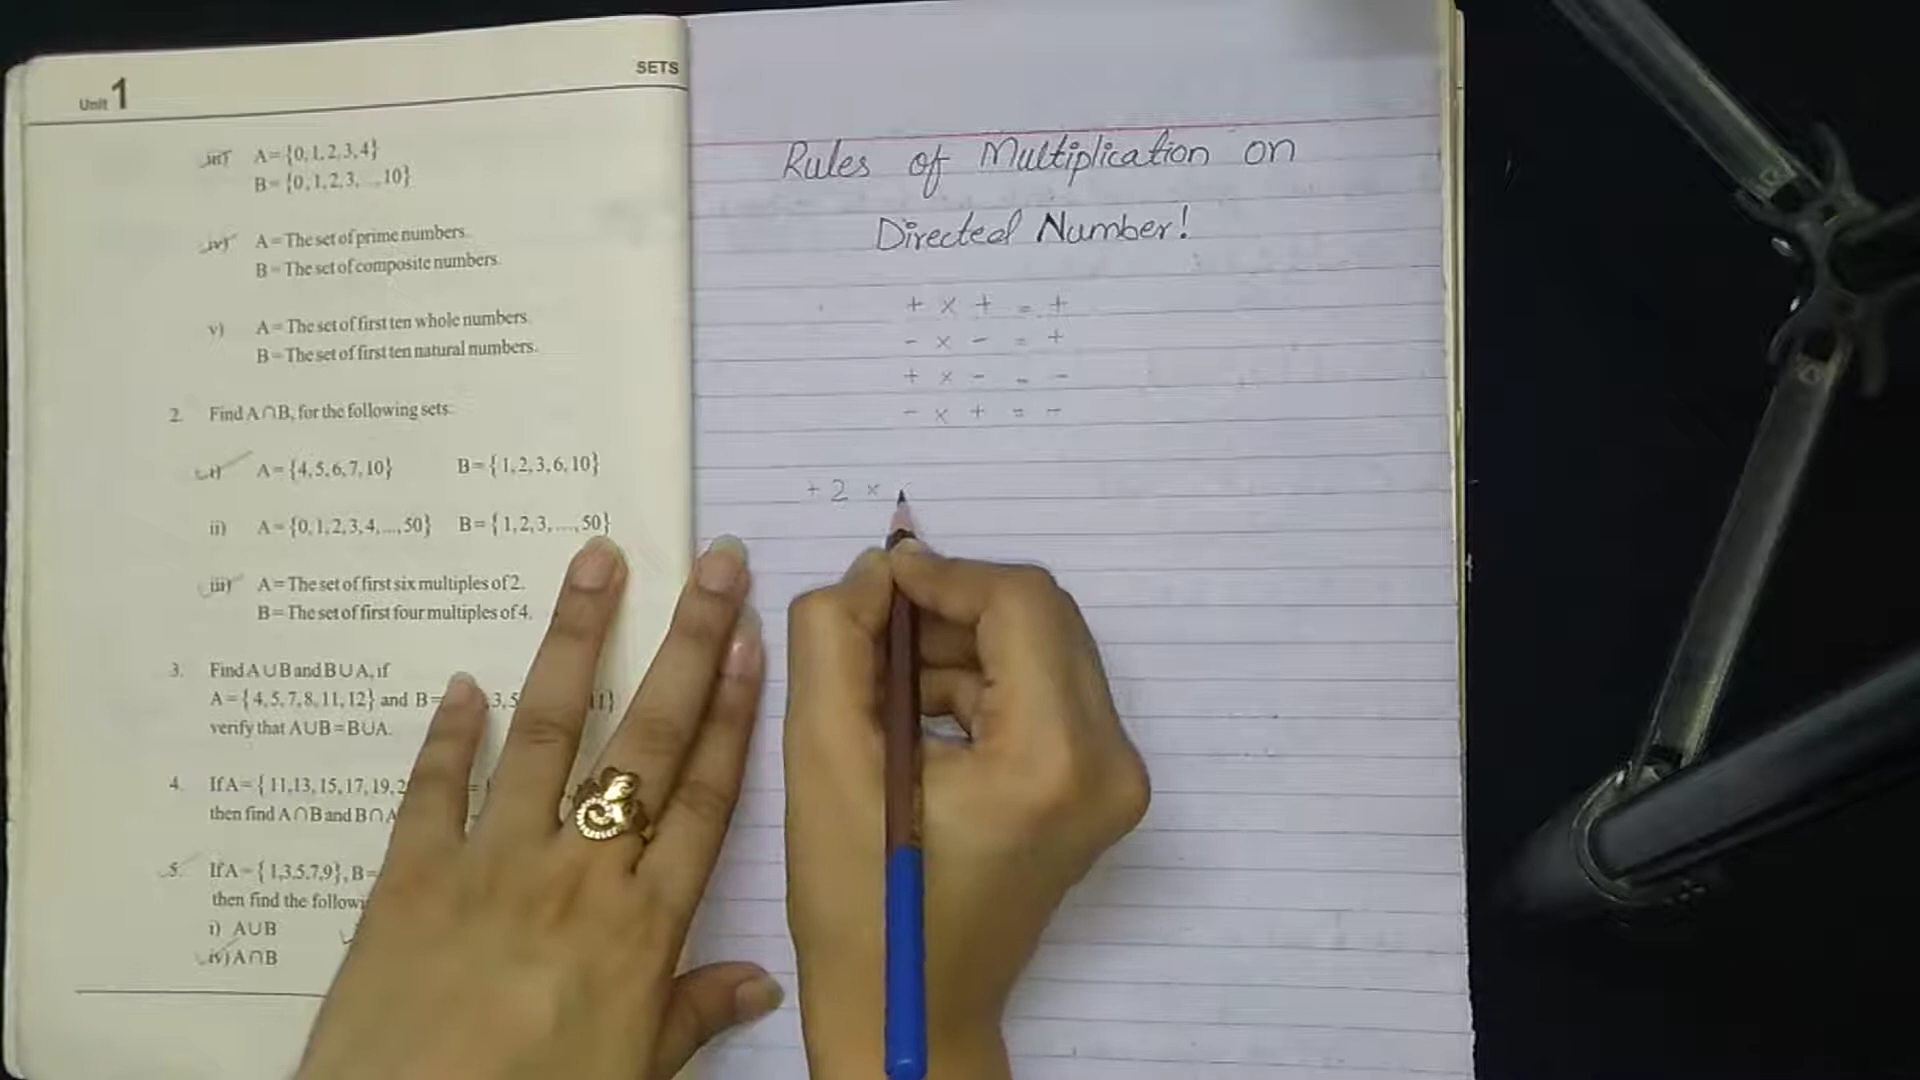 Unit 1
SETS
iii) A={0,1,2,3,4}
B={0,1,2,3,...,10}
iv) A=The set of prime numbers.
B=The set of composite numbers.
v) A=The set of first ten whole numbers.
B=The set of first ten natural numbers.
2. Find A∩B, for the following sets.
i) A={4,5,6,7,10} B={1,2,3,6,10}
ii) A={0,1,2,3,4,...,50} B={1,2,3,...,50}
iii) A=The set of first six multiples of 2.
B=The set of first four multiples of 4.
3. Find A∪B and B∪A, if
A={4,5,7,8,11,12} and B= 3,5 11}
verify that A∪B=B∪A.
4. If A={11,13,15,17,19,2
then find A∩B and B∩A
5. If A={1,3,5,7,9}, B=
then find the followi
i) A∪B
iv) A∩B
Rules of Multiplication on
Directed Number!
+ × + = +
- × - = +
+ × - = -
- × + = -
+ 2 ×